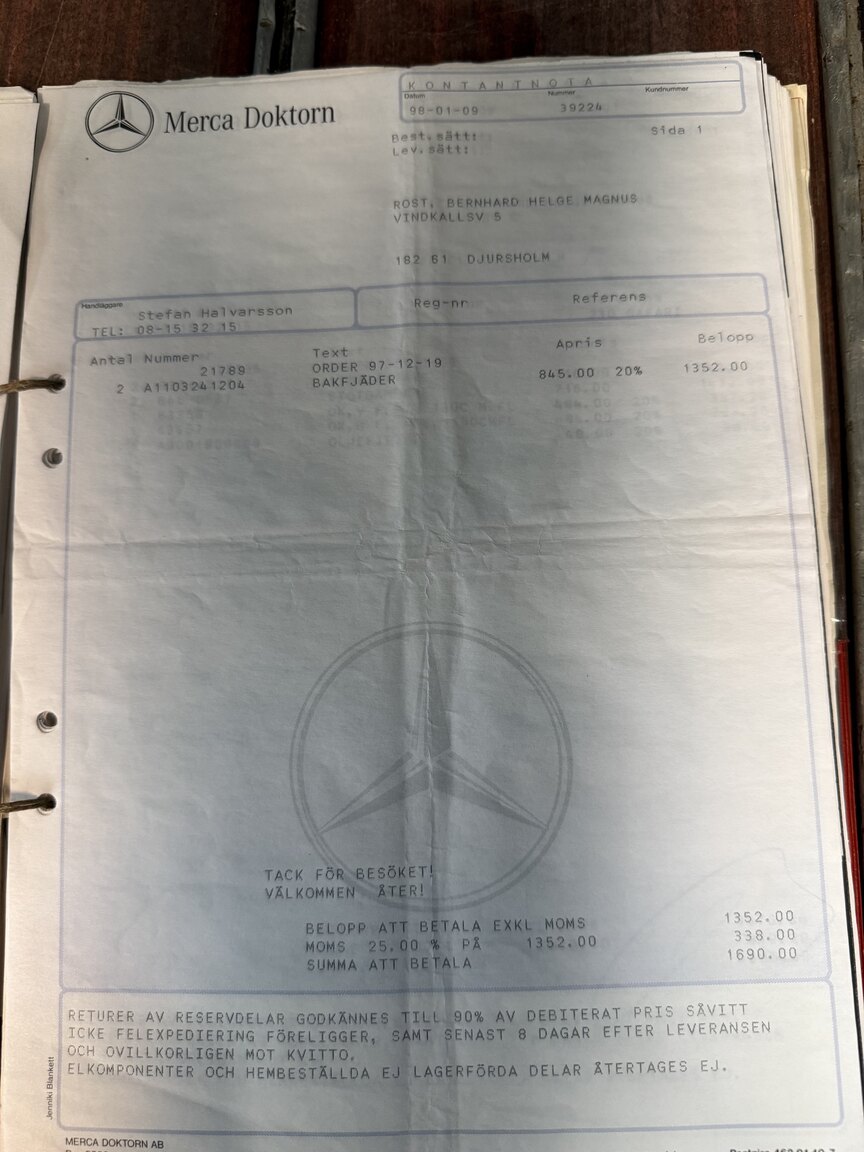 KONTANTNOTA
Datum Nummer Kundnummer
98-01-09 39224
Merca Doktorn
Best.sätt: Sida 1
Lev.sätt:
ROST, BERNHARD HELGE MAGNUS
VINDKALLSV 5
182 61 DJURSHOLM
Handläggare
Stefan Halvarsson Reg-nr Referens
TEL: 08-15 32 15
Antal Nummer Text Apris Belopp
21789 ORDER 97-12-19
2 A1103241204 BAKFJÄDER 845.00 20% 1352.00
TACK FÖR BESÖKET!
VÄLKOMMEN ÅTER!
BELOPP ATT BETALA EXKL MOMS 1352.00
MOMS 25.00 % PÅ 1352.00 338.00
SUMMA ATT BETALA 1690.00
RETURER AV RESERVDELAR GODKÄNNES TILL 90% AV DEBITERAT PRIS SÅVITT
ICKE FELEXPEDIERING FÖRELIGGER, SAMT SENAST 8 DAGAR EFTER LEVERANSEN
OCH OVILLKORLIGEN MOT KVITTO.
ELKOMPONENTER OCH HEMBESTÄLLDA EJ LAGERFÖRDA DELAR ÅTERTAGES EJ.
Jenniki Blankett
MERCA DOKTORN AB